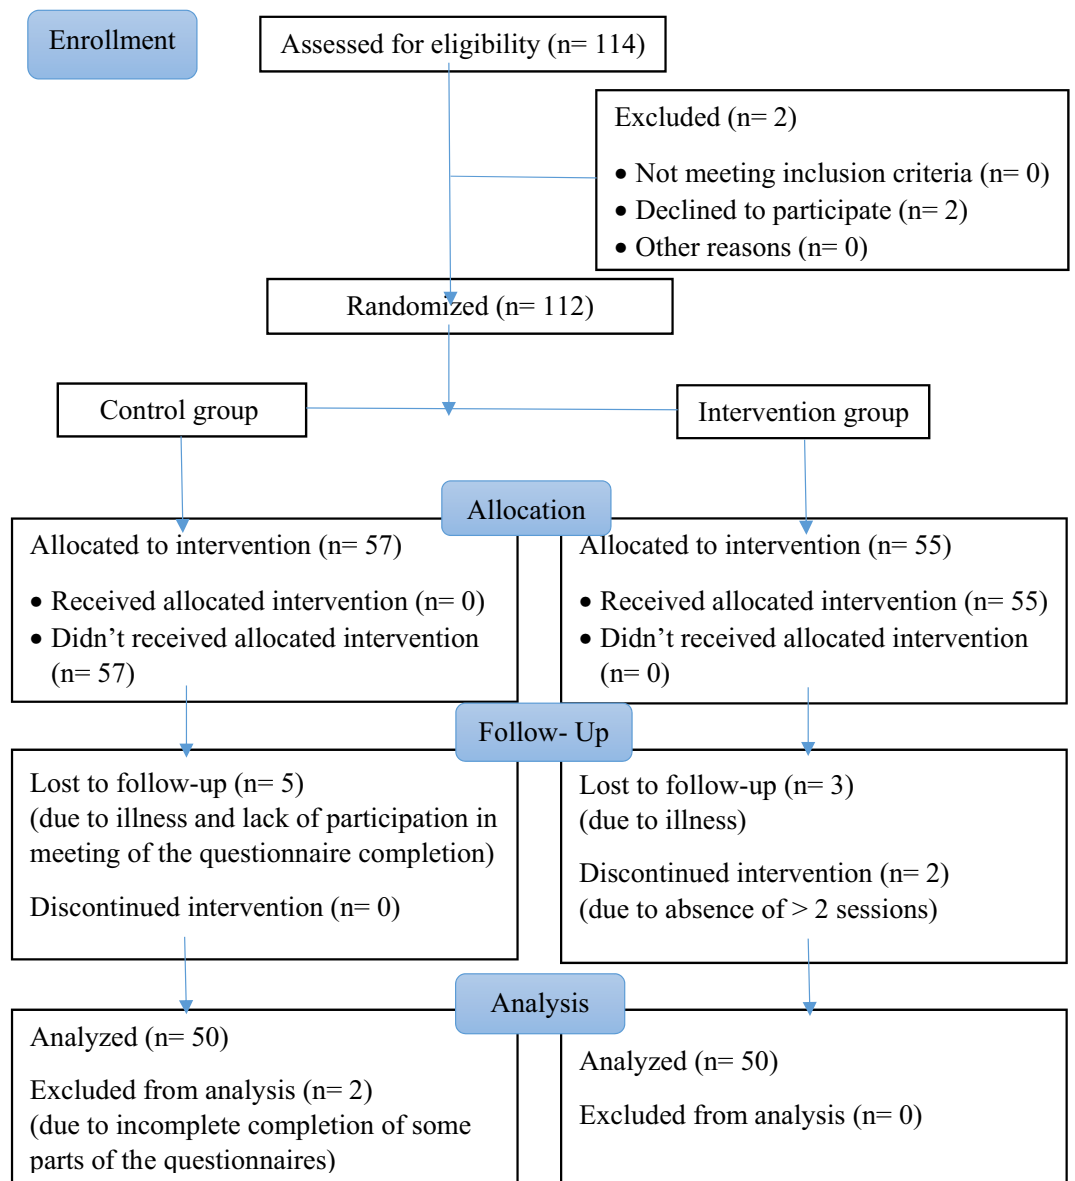 Enrollment
Assessed for eligibility (n= 114)
Excluded (n= 2)
• Not meeting inclusion criteria (n= 0)
• Declined to participate (n= 2)
• Other reasons (n= 0)
Randomized (n= 112)
Control group
Intervention group
Allocation
Allocated to intervention (n= 57)
• Received allocated intervention (n= 0)
• Didn’t received allocated intervention
(n= 57)
Allocated to intervention (n= 55)
• Received allocated intervention (n= 55)
• Didn’t received allocated intervention
(n= 0)
Follow- Up
Lost to follow-up (n= 5)
(due to illness and lack of participation in
meeting of the questionnaire completion)
Discontinued intervention (n= 0)
Lost to follow-up (n= 3)
(due to illness)
Discontinued intervention (n= 2)
(due to absence of > 2 sessions)
Analysis
Analyzed (n= 50)
Excluded from analysis (n= 2)
(due to incomplete completion of some
parts of the questionnaires)
Analyzed (n= 50)
Excluded from analysis (n= 0)